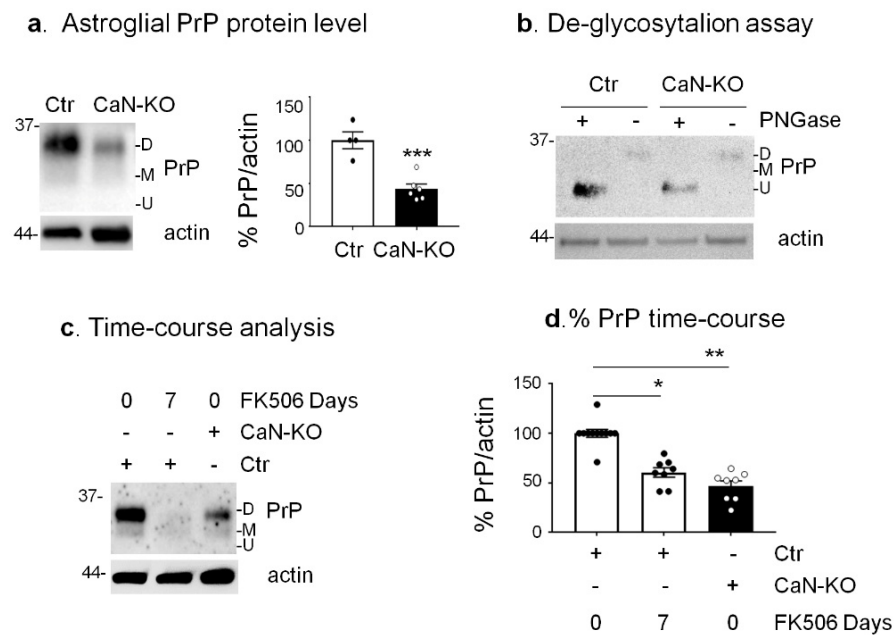 a. Astroglial PrP protein level
Ctr CaN-KO
37-
-D
-M
PrP
-U
44-
actin
% PrP/actin
150
100
50
0
***
Ctr CaN-KO
b. De-glycosytalion assay
Ctr CaN-KO
+ - + - PNGase
37-
-D
-M
PrP
-U
44-
actin
c. Time-course analysis
0 7 0 FK506 Days
- - + CaN-KO
+ + - Ctr
37-
-D PrP
-M
-U
44-
actin
d.% PrP time-course
**
*
% PrP/actin
150
100
50
0
+ + - Ctr
- - + CaN-KO
0 7 0 FK506 Days